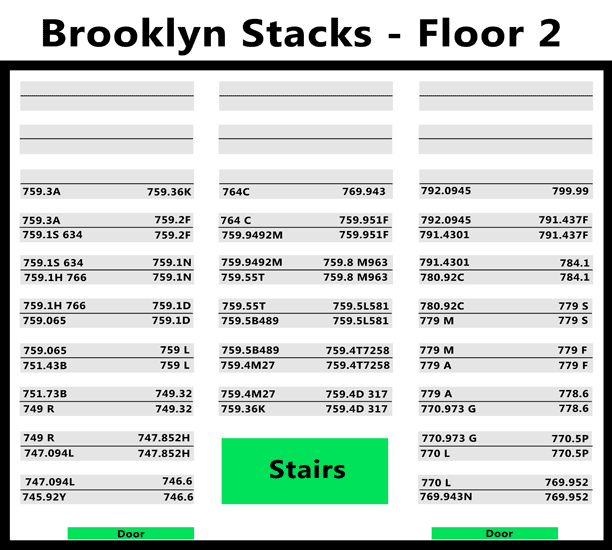 Brooklyn Stacks - Floor 2
759.3A 759.36K 764C 769.943 792.0945 799.99
759.3A 759.2F 764 C 759.951F 792.0945 791.437F
759.1S 634 759.2F 759.9492M 759.951F 791.4301 791.437F
759.1S 634 759.1N 759.9492M 759.8 M963 791.4301 784.1
759.1H 766 759.1N 759.55T 759.8 M963 780.92C 784.1
759.1H 766 759.1D 759.55T 759.5L581 780.92C 779 S
759.065 759.1D 759.5B489 759.5L581 779 M 779 S
759.065 759 L 759.5B489 759.4T7258 779 M 779 F
751.43B 759 L 759.4M27 759.4T7258 779 A 779 F
751.73B 749.32 759.4M27 759.4D 317 779 A 778.6
749 R 749.32 759.36K 759.4D 317 770.973 G 778.6
749 R 747.852H 770.973 G 770.5P
747.094L 747.852H 770 L 770.5P
Stairs
747.094L 746.6 770 L 769.952
745.92Y 746.6 769.943N 769.952
Door Door